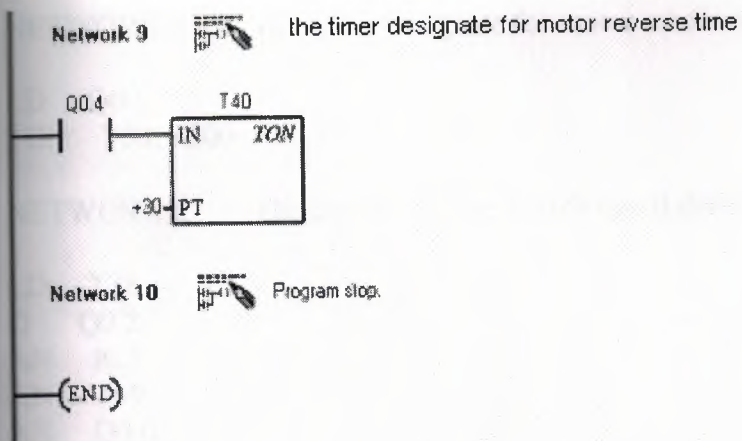 Network 9 the timer designate for motor reverse time
Q0.4 T40
IN TON
+30 PT
Network 10 Program stop.
(END)